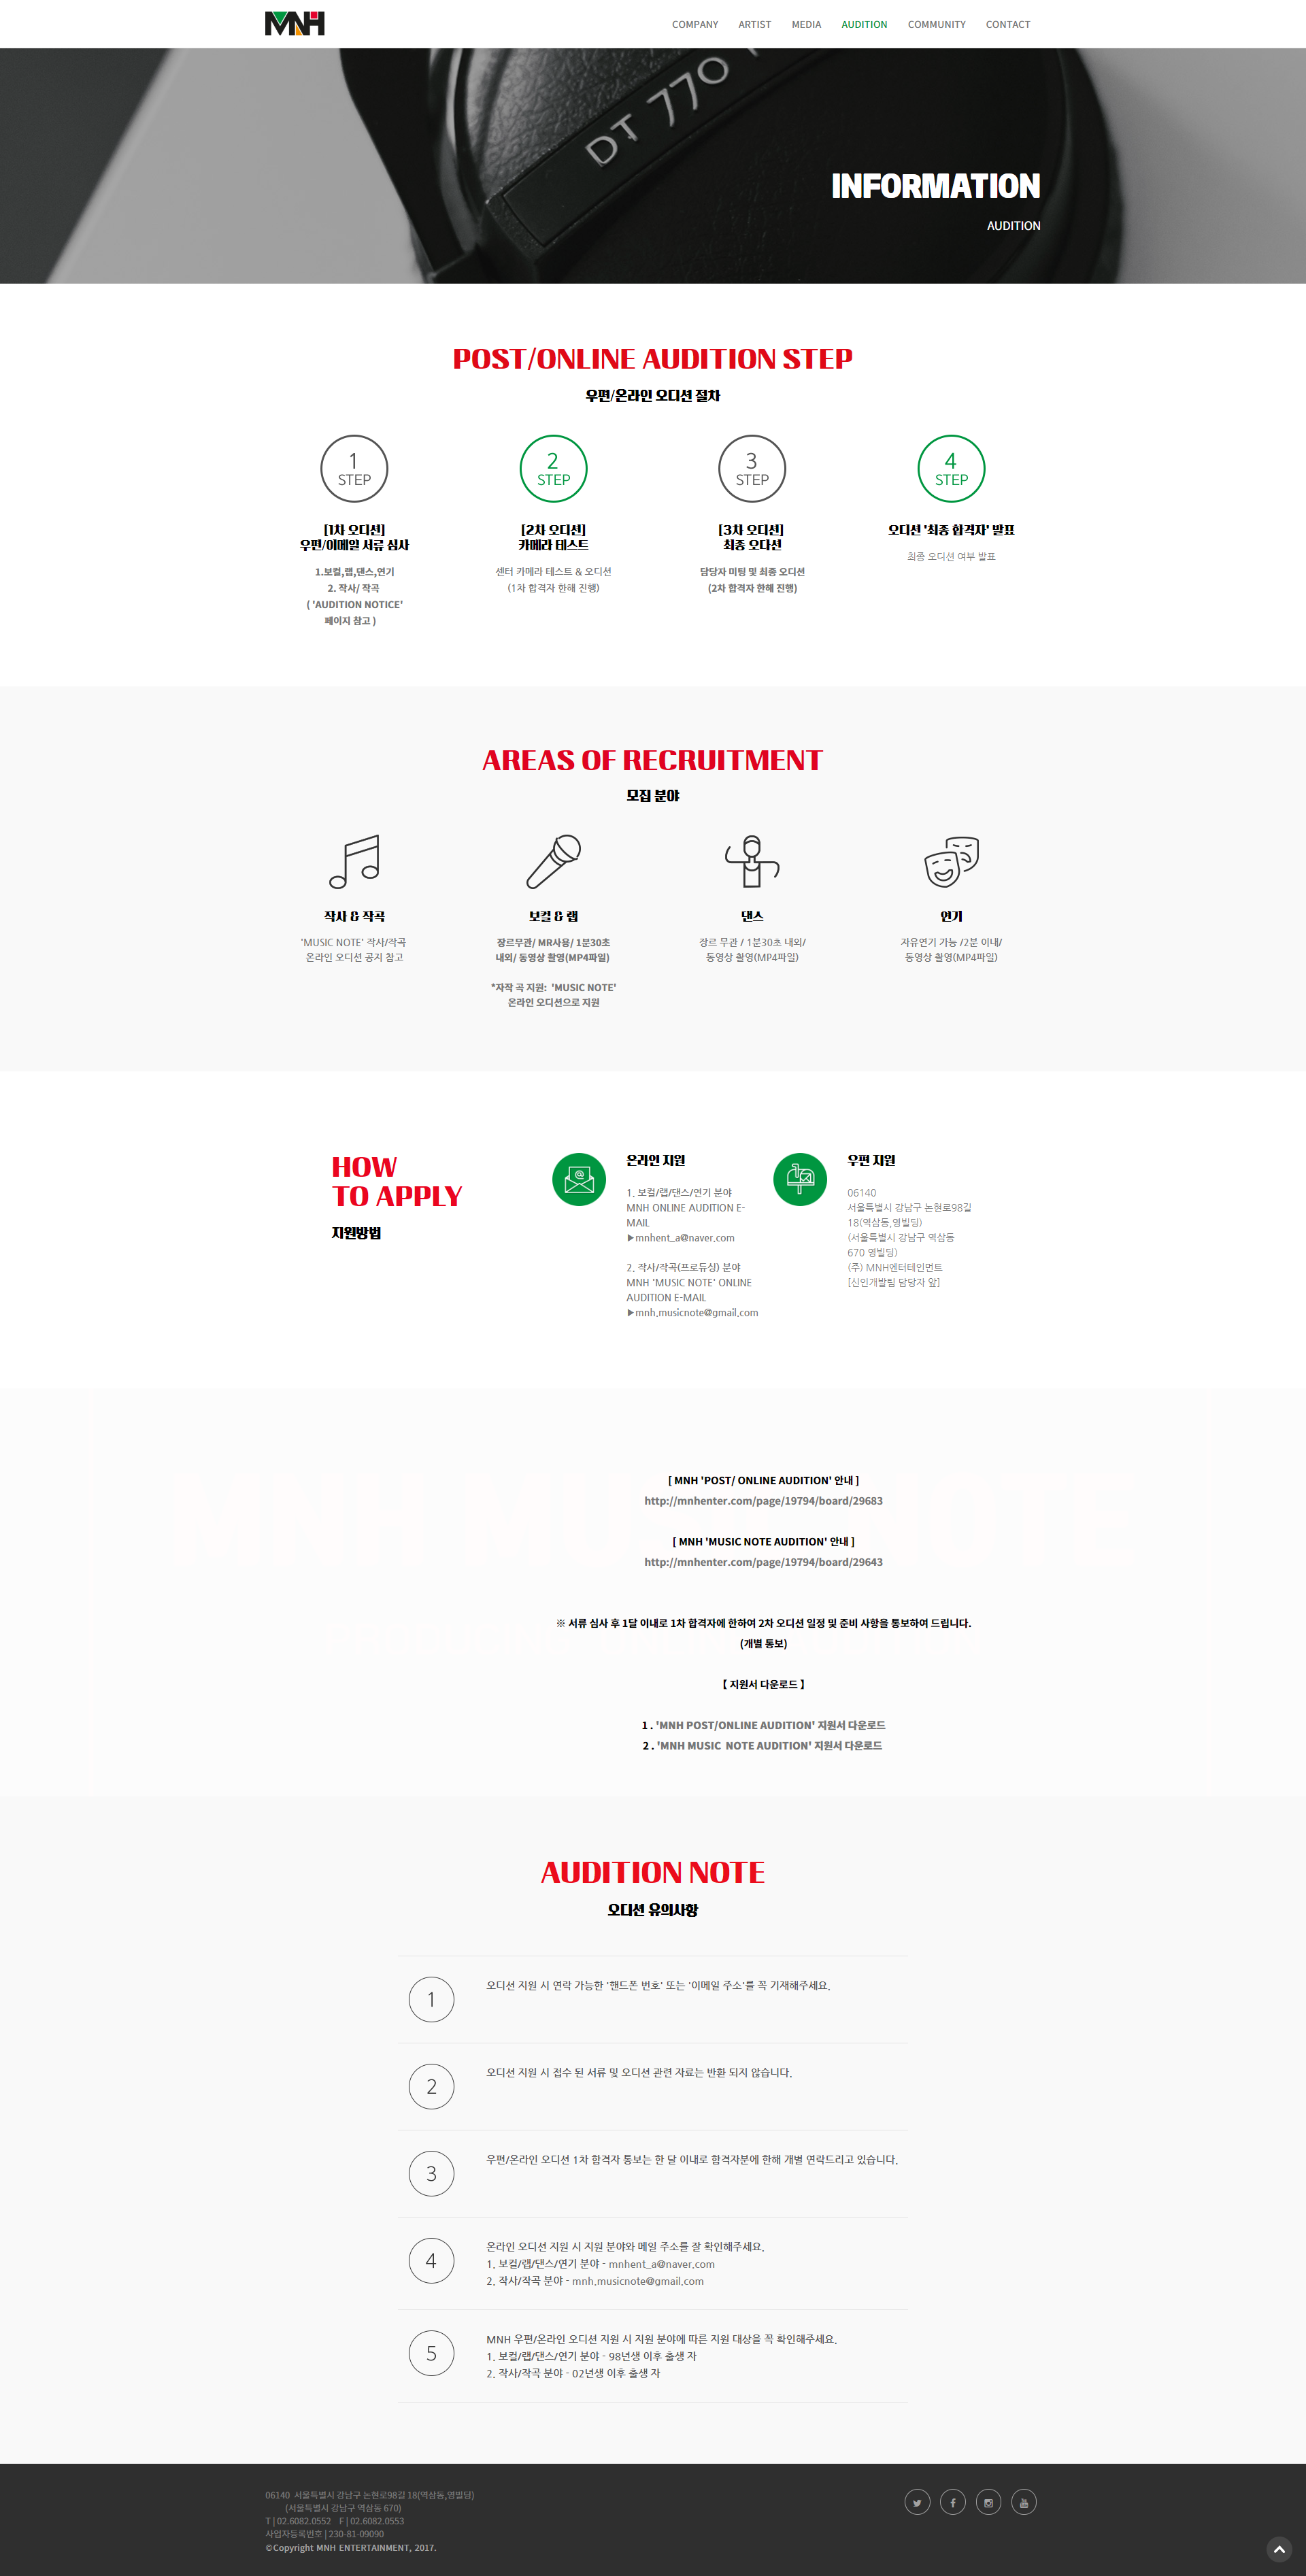 MNH
COMPANY ARTIST MEDIA AUDITION COMMUNITY CONTACT
DT 770
INFORMATION
AUDITION
POST/ONLINE AUDITION STEP
우편/온라인 오디션 절차
1
STEP
[1차 오디션]
우편/이메일 서류 심사
1.보컬,랩,댄스,연기
2. 작사/ 작곡
( 'AUDITION NOTICE'
페이지 참고 )
2
STEP
[2차 오디션]
카메라 테스트
센터 카메라 테스트 & 오디션
(1차 합격자 한해 진행)
3
STEP
[3차 오디션]
최종 오다션
담당자 미팅 및 최종 오디션
(2차 합격자 한해 진행)
4
STEP
오디션 '최종 합격자' 발표
최종 오디션 여부 발표
AREAS OF RECRUITMENT
모집 분야
작사 & 작곡
'MUSIC NOTE' 작사/작곡
온라인 오디션 공지 참고
보컬 & 랩
장르무관/ MR사용/ 1분30초
내외/ 동영상 촬영(MP4파일)
*자작 곡 지원: 'MUSIC NOTE'
온라인 오디션으로 지원
댄스
장르 무관 / 1분30초 내외/
동영상 촬영(MP4파일)
연기
자유연기 가능 /2분 이내/
동영상 촬영(MP4파일)
HOW
TO APPLY
지원방법
온라인 지원
1. 보컬/랩/댄스/연기 분야
MNH ONLINE AUDITION E-
MAIL
▶mnhent_a@naver.com
2. 작사/작곡(프로듀싱) 분야
MNH 'MUSIC NOTE' ONLINE
AUDITION E-MAIL
▶mnh.musicnote@gmail.com
우편 지원
06140
서울특별시 강남구 논현로98길
18(역삼동,영빌딩)
(서울특별시 강남구 역삼동
670 영빌딩)
(주) MNH엔터테인먼트
[신인개발팀 담당자 앞]
[ MNH 'POST/ ONLINE AUDITION' 안내 ]
http://mnhenter.com/page/19794/board/29683
[ MNH 'MUSIC NOTE AUDITION' 안내 ]
http://mnhenter.com/page/19794/board/29643
※ 서류 심사 후 1달 이내로 1차 합격자에 한하여 2차 오디션 일정 및 준비 사항을 통보하여 드립니다.
(개별 통보)
【 지원서 다운로드 】
1 . 'MNH POST/ONLINE AUDITION' 지원서 다운로드
2 . 'MNH MUSIC NOTE AUDITION' 지원서 다운로드
AUDITION NOTE
오디션 유의사항
1
오디션 지원 시 연락 가능한 '핸드폰 번호' 또는 '이메일 주소'를 꼭 기재해주세요.
2
오디션 지원 시 접수 된 서류 및 오디션 관련 자료는 반환 되지 않습니다.
3
우편/온라인 오디션 1차 합격자 통보는 한 달 이내로 합격자분에 한해 개별 연락드리고 있습니다.
4
온라인 오디션 지원 시 지원 분야와 메일 주소를 잘 확인해주세요.
1. 보컬/랩/댄스/연기 분야 - mnhent_a@naver.com
2. 작사/작곡 분야 - mnh.musicnote@gmail.com
5
MNH 우편/온라인 오디션 지원 시 지원 분야에 따른 지원 대상을 꼭 확인해주세요.
1. 보컬/랩/댄스/연기 분야 - 98년생 이후 출생 자
2. 작사/작곡 분야 - 02년생 이후 출생 자
06140 서울특별시 강남구 논현로98길 18(역삼동,영빌딩)
(서울특별시 강남구 역삼동 670)
T | 02.6082.0552 F | 02.6082.0553
사업자등록번호 | 230-81-09090
©Copyright MNH ENTERTAINMENT, 2017.